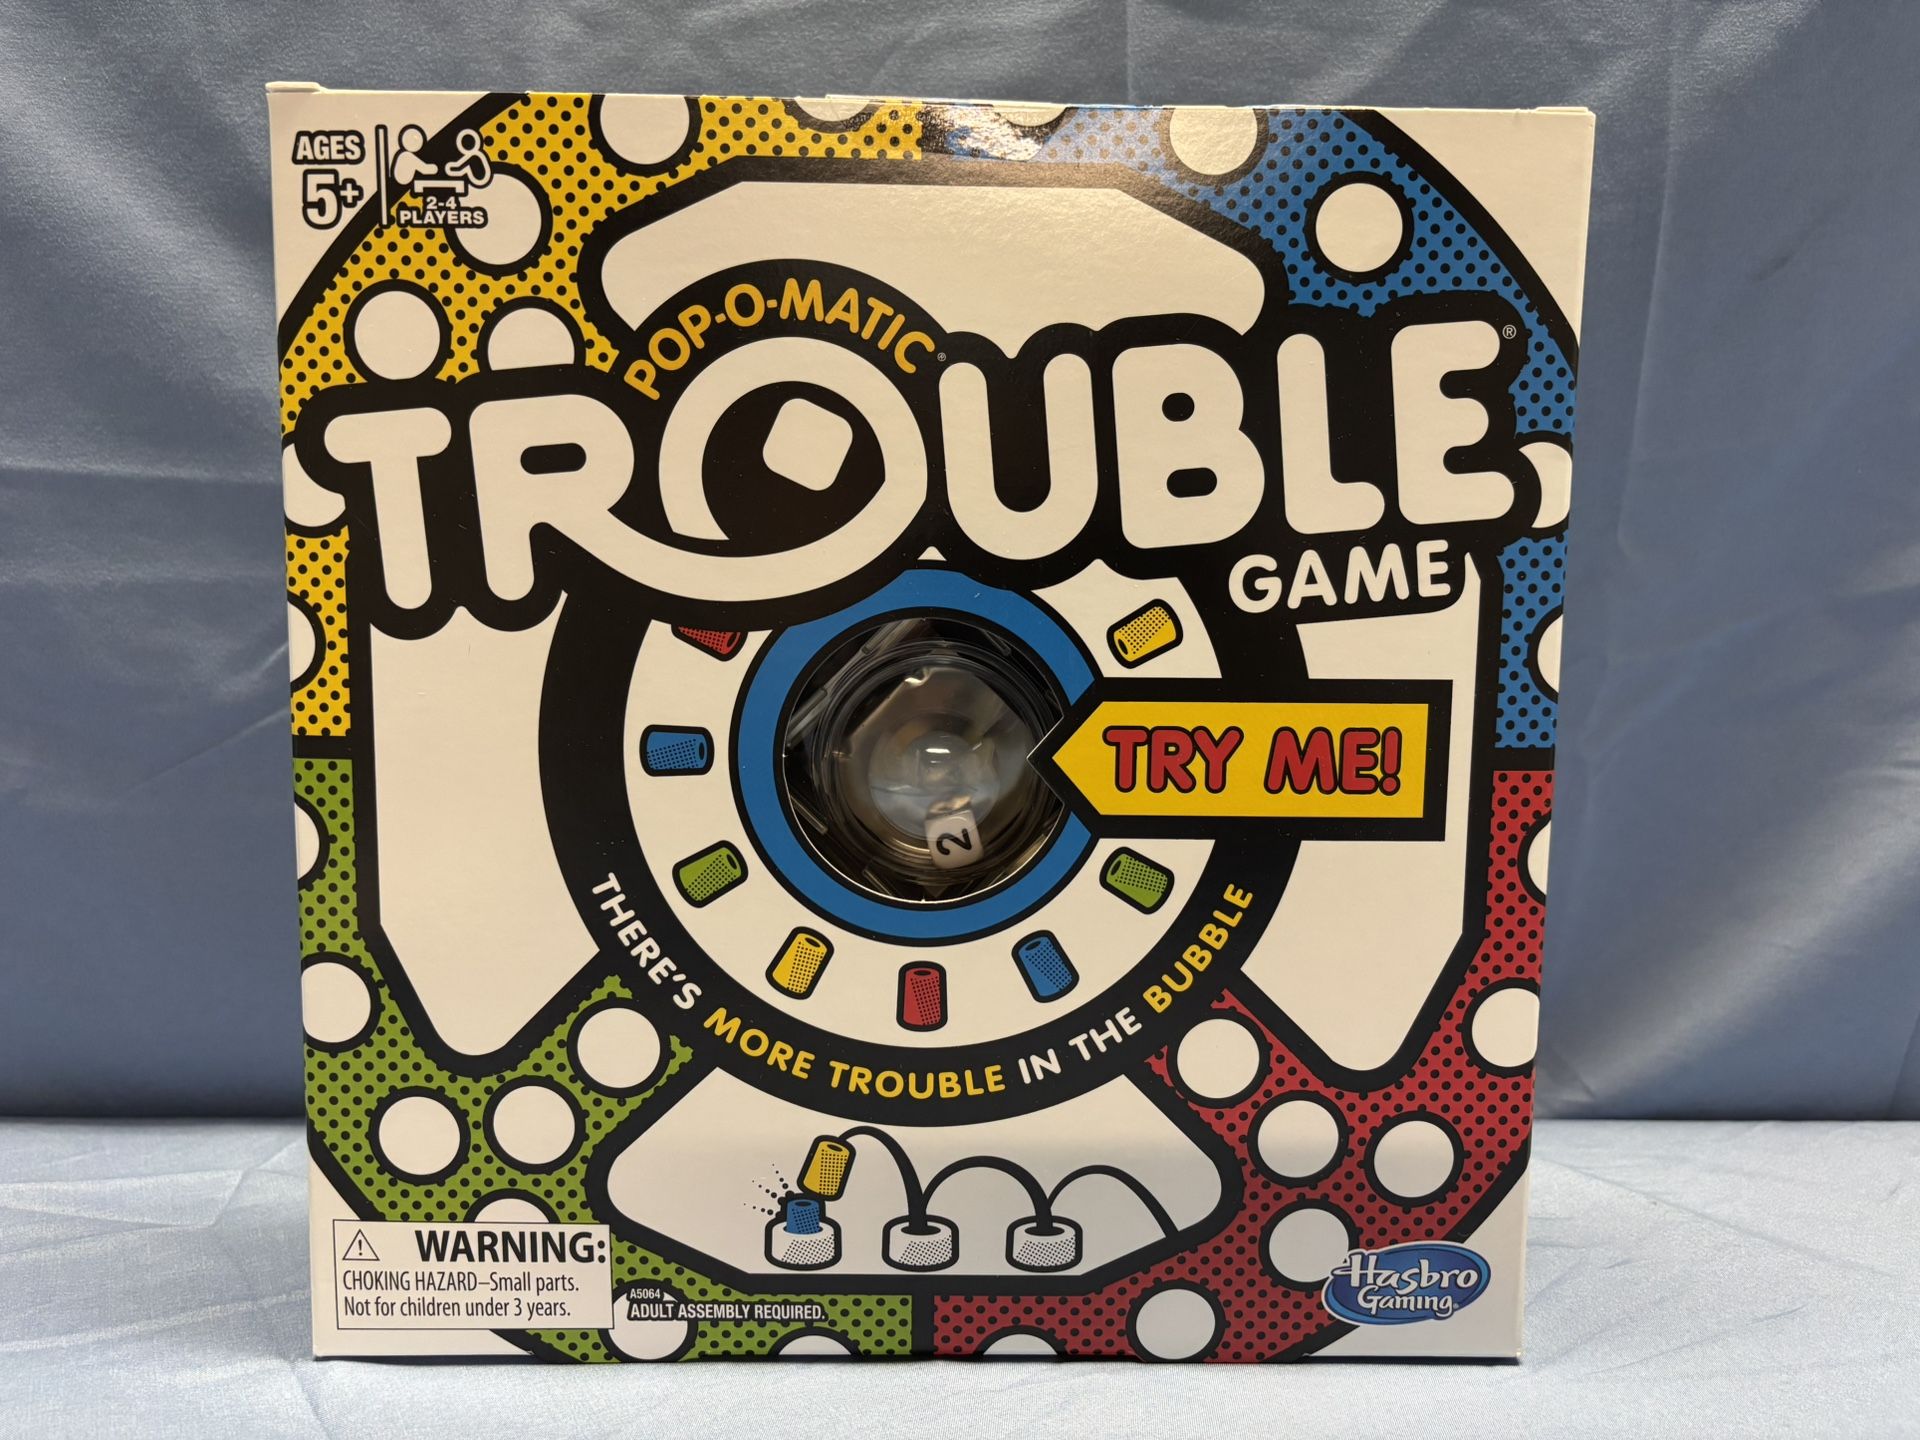 AGES
5+
2-4
PLAYERS
POP-O-MATIC®
TROUBLE®
GAME
TRY ME!
2
THERE'S MORE TROUBLE IN THE BUBBLE
⚠ WARNING:
CHOKING HAZARD–Small parts.
Not for children under 3 years.
A5064
ADULT ASSEMBLY REQUIRED.
Hasbro
Gaming